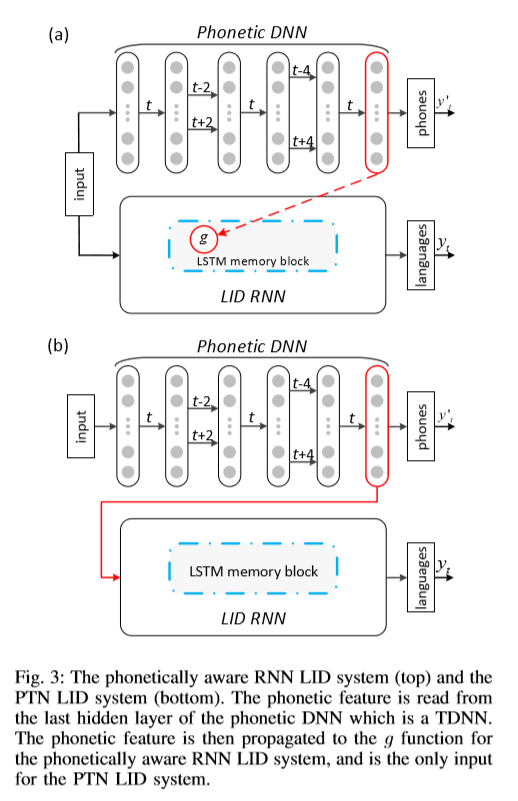 (a)
Phonetic DNN
t-2
t-4
t
t
t
t+2
t+4
phones
y'ᵢ
input
g
LSTM memory block
LID RNN
languages
yₜ
(b)
Phonetic DNN
t-2
t-4
t
t
t
t+2
t+4
input
phones
y'ᵢ
LSTM memory block
LID RNN
languages
yₜ
Fig. 3: The phonetically aware RNN LID system (top) and the
PTN LID system (bottom). The phonetic feature is read from
the last hidden layer of the phonetic DNN which is a TDNN.
The phonetic feature is then propagated to the g function for
the phonetically aware RNN LID system, and is the only input
for the PTN LID system.